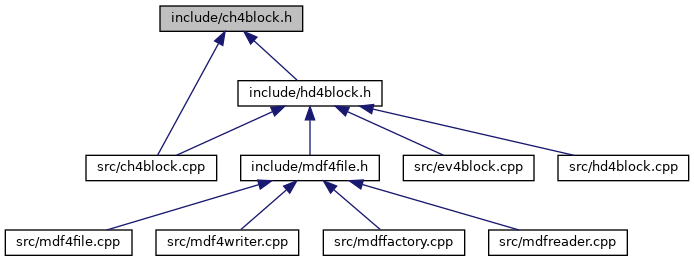 include/ch4block.h
include/hd4block.h
src/ch4block.cpp
include/mdf4file.h
src/ev4block.cpp
src/hd4block.cpp
src/mdf4file.cpp
src/mdf4writer.cpp
src/mdffactory.cpp
src/mdfreader.cpp